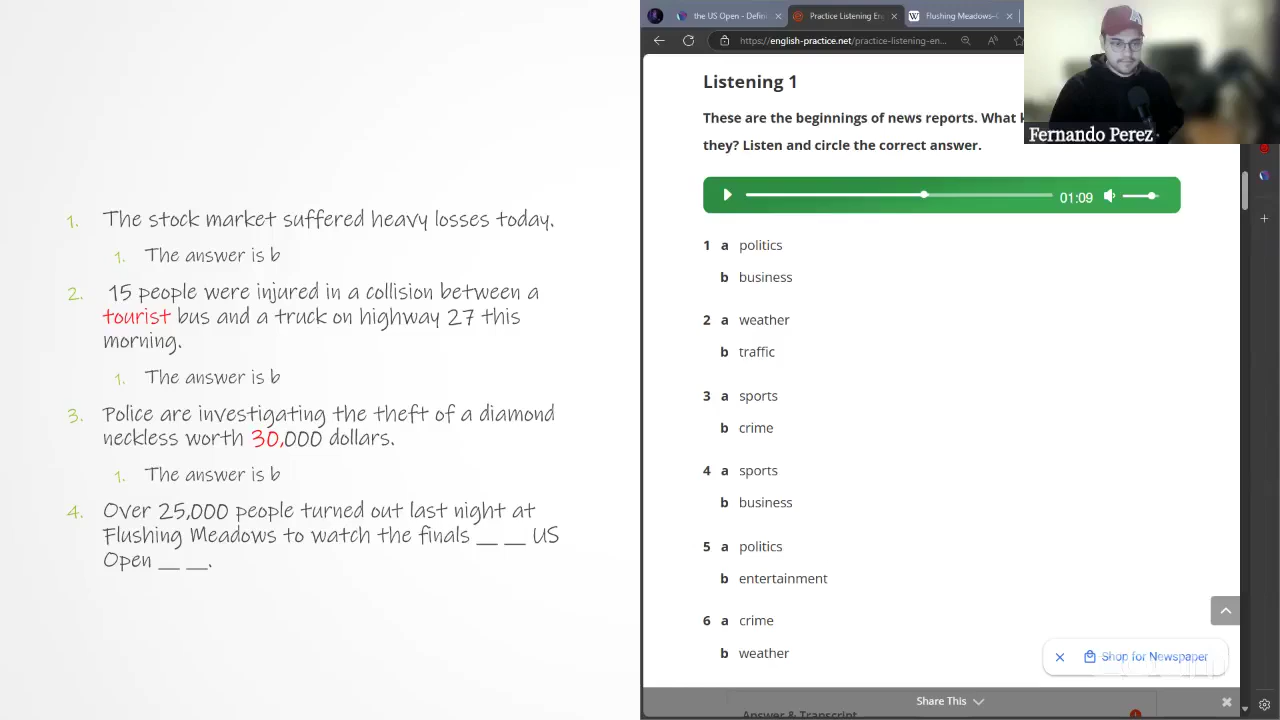 1. The stock market suffered heavy losses today.
1. The answer is b
2. 15 people were injured in a collision between a
tourist bus and a truck on highway 27 this
morning.
1. The answer is b
3. Police are investigating the theft of a diamond
neckless worth 30,000 dollars.
1. The answer is b
4. Over 25,000 people turned out last night at
Flushing Meadows to watch the finals __ __ US
Open __ __.
the US Open - Defini
Practice Listening En
Flushing Meadows-
https://english-practice.net/practice-listening-en...
Listening 1
These are the beginnings of news reports. What
they? Listen and circle the correct answer.
01:09
1 a politics
b business
2 a weather
b traffic
3 a sports
b crime
4 a sports
b business
5 a politics
b entertainment
6 a crime
b weather
Shop for Newspaper
Share This
Answer & Transcript
Fernando Perez